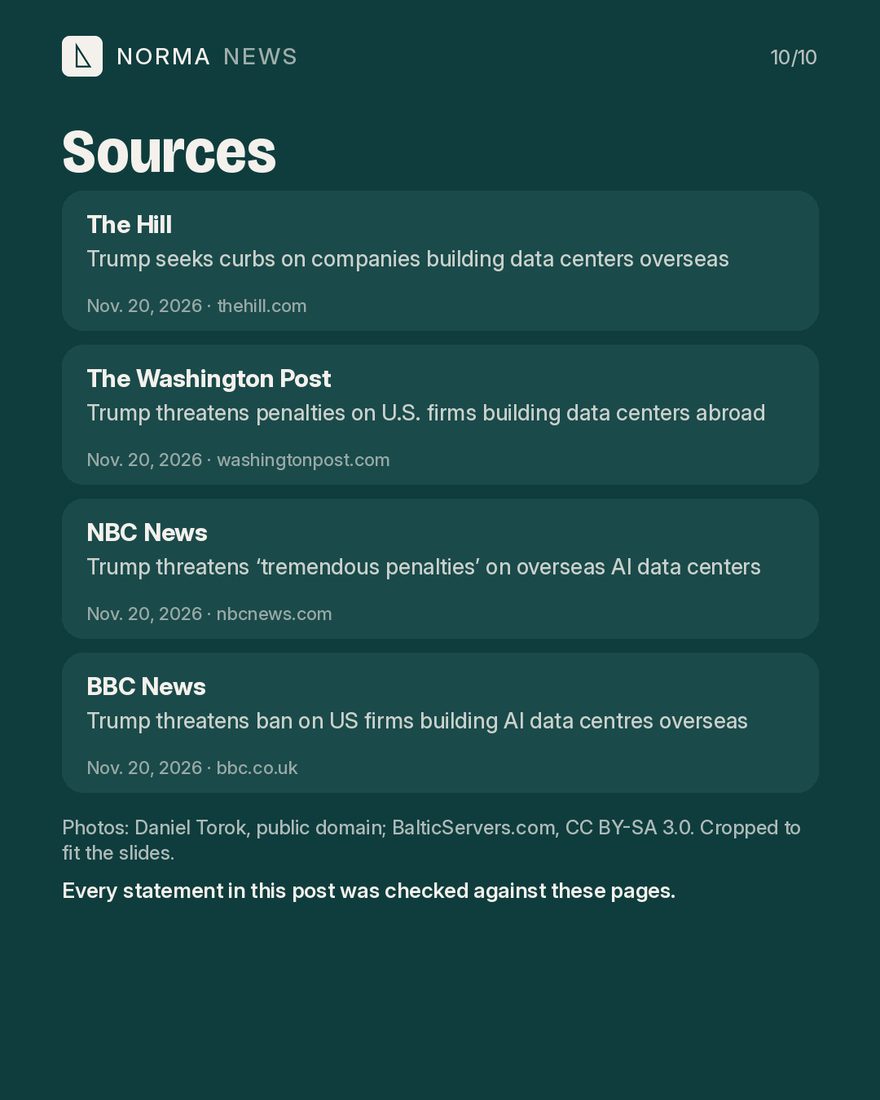 NORMA NEWS
10/10
Sources
The Hill
Trump seeks curbs on companies building data centers overseas
Nov. 20, 2026 · thehill.com
The Washington Post
Trump threatens penalties on U.S. firms building data centers abroad
Nov. 20, 2026 · washingtonpost.com
NBC News
Trump threatens ‘tremendous penalties’ on overseas AI data centers
Nov. 20, 2026 · nbcnews.com
BBC News
Trump threatens ban on US firms building AI data centres overseas
Nov. 20, 2026 · bbc.co.uk
Photos: Daniel Torok, public domain; BalticServers.com, CC BY-SA 3.0. Cropped to
fit the slides.
Every statement in this post was checked against these pages.